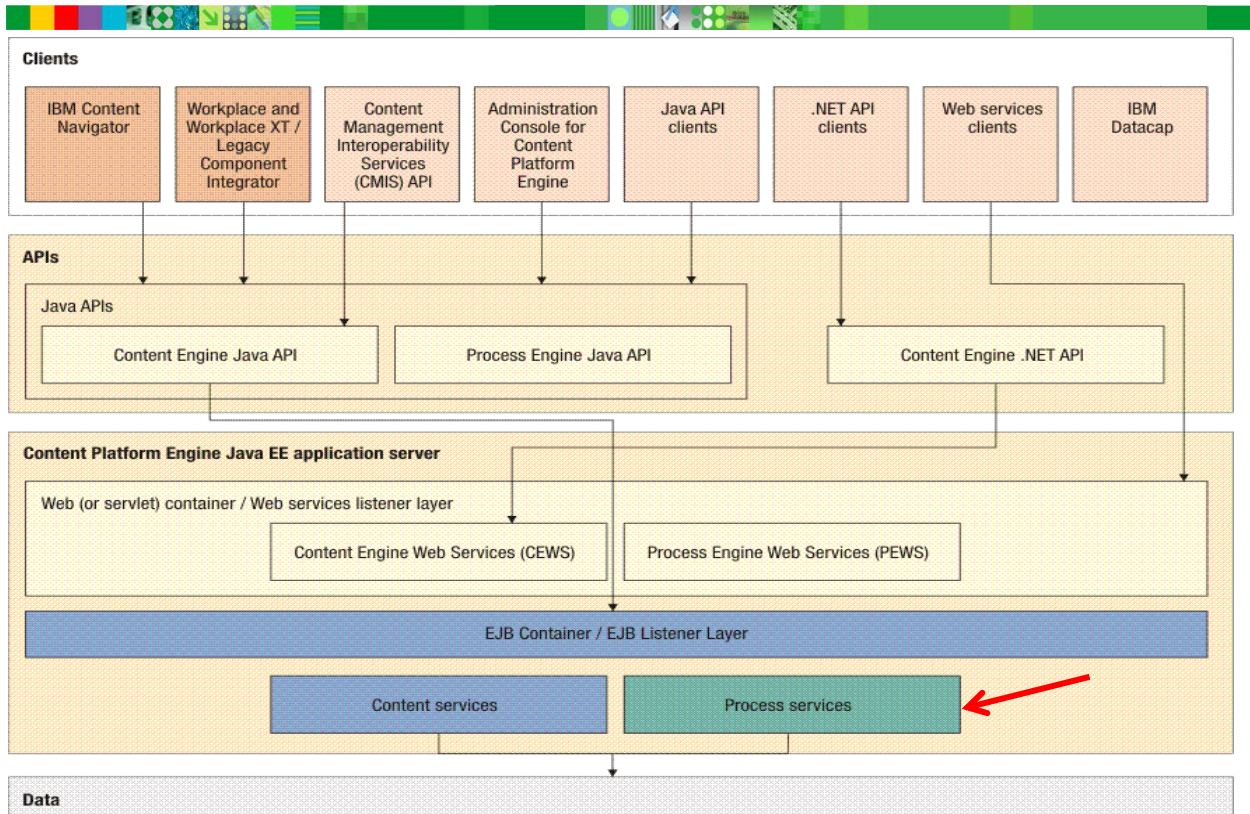 Clients
IBM Content
Navigator
Workplace and
Workplace XT /
Legacy
Component
Integrator
Content
Management
Interoperability
Services
(CMIS) API
Administration
Console for
Content
Platform
Engine
Java API
clients
.NET API
clients
Web services
clients
IBM
Datacap
APIs
Java APIs
Content Engine Java API
Process Engine Java API
Content Engine .NET API
Content Platform Engine Java EE application server
Web (or servlet) container / Web services listener layer
Content Engine Web Services (CEWS)
Process Engine Web Services (PEWS)
EJB Container / EJB Listener Layer
Content services
Process services
Data